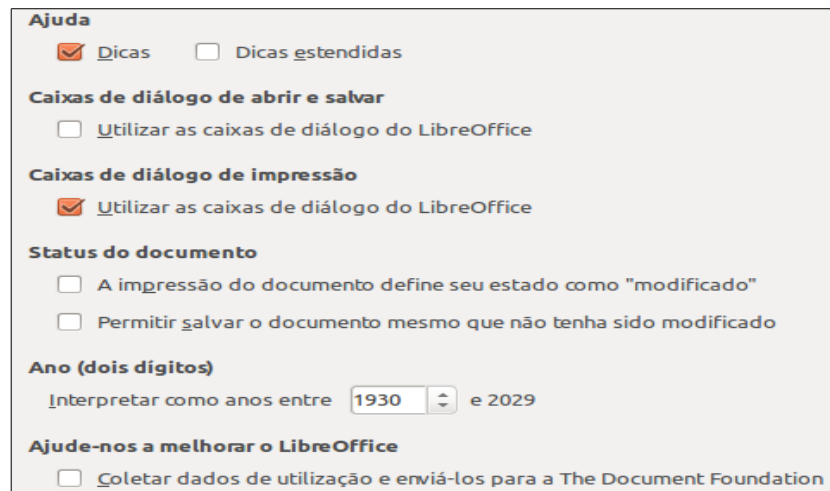 Ajuda
Dicas Dicas estendidas
Caixas de diálogo de abrir e salvar
Utilizar as caixas de diálogo do LibreOffice
Caixas de diálogo de impressão
Utilizar as caixas de diálogo do LibreOffice
Status do documento
A impressão do documento define seu estado como "modificado"
Permitir salvar o documento mesmo que não tenha sido modificado
Ano (dois dígitos)
Interpretar como anos entre 1930 e 2029
Ajude-nos a melhorar o LibreOffice
Coletar dados de utilização e enviá-los para a The Document Foundation